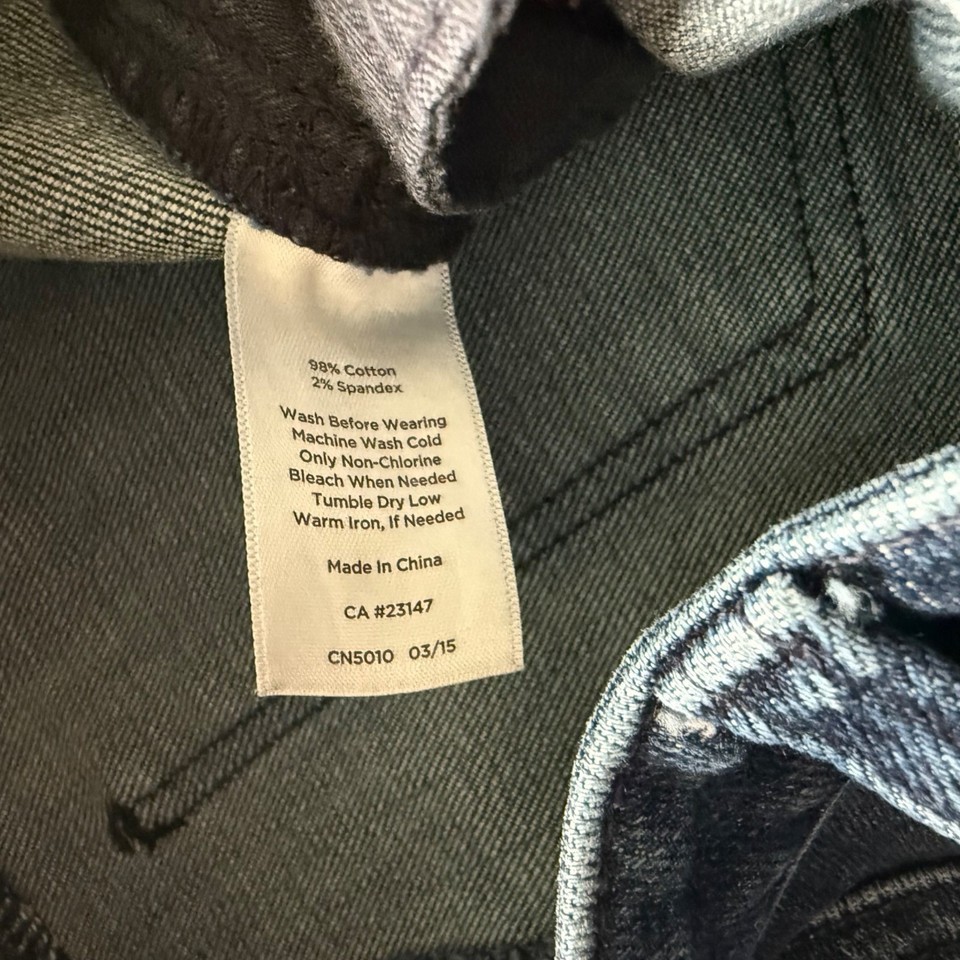 98% Cotton
2% Spandex
Wash Before Wearing
Machine Wash Cold
Only Non-Chlorine
Bleach When Needed
Tumble Dry Low
Warm Iron, If Needed
Made In China
CA #23147
CN5010 03/15